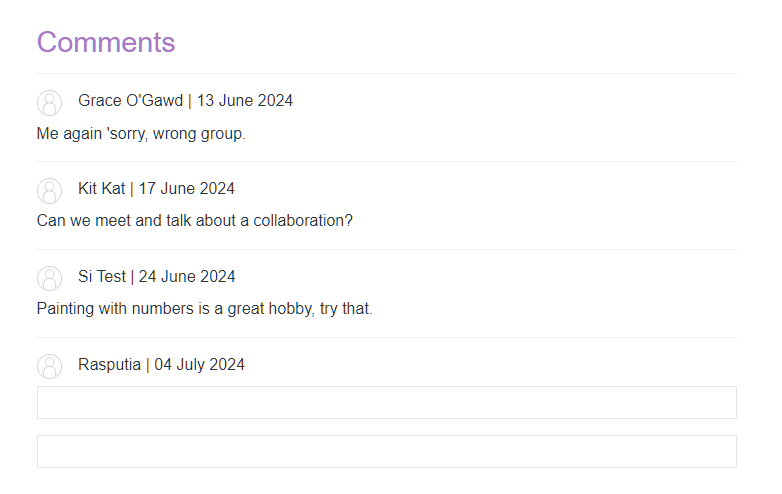 Comments
Grace O'Gawd | 13 June 2024
Me again 'sorry, wrong group.
Kit Kat | 17 June 2024
Can we meet and talk about a collaboration?
Si Test | 24 June 2024
Painting with numbers is a great hobby, try that.
Rasputia | 04 July 2024